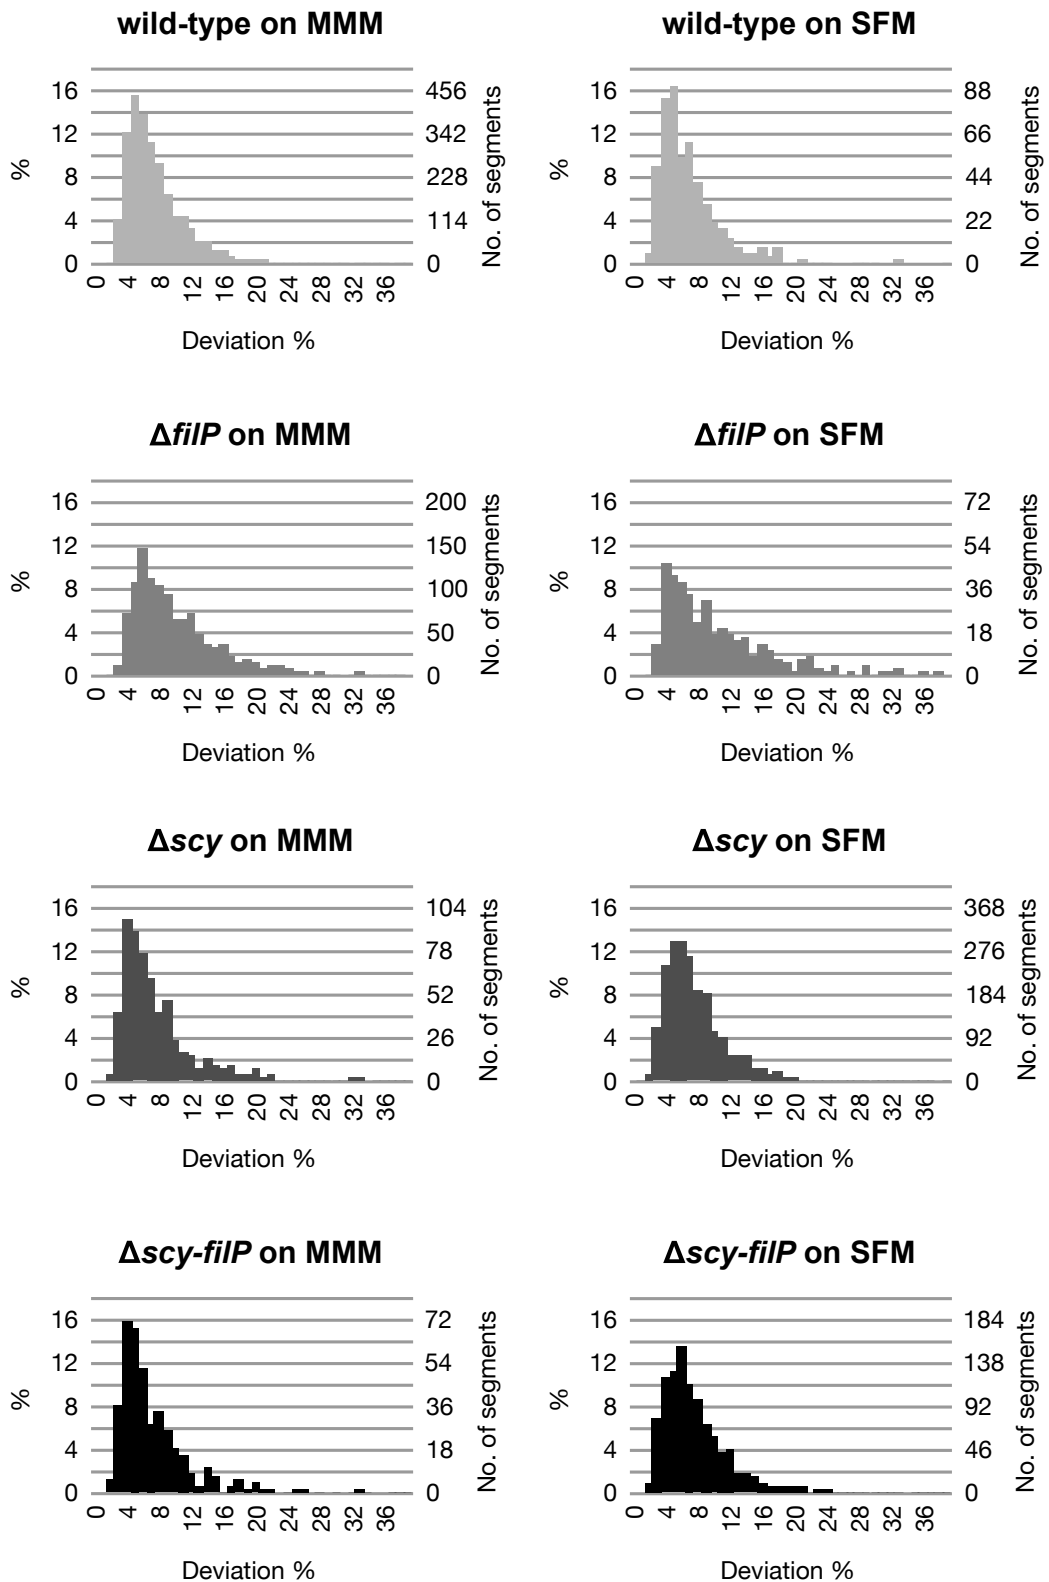 wild-type on MMM
16 456
12 342
8 228
4 114
0 0
%
No. of segments
0 4 8 12 16 20 24 28 32 36
Deviation %
wild-type on SFM
16 88
12 66
8 44
4 22
0 0
%
No. of segments
0 4 8 12 16 20 24 28 32 36
Deviation %
ΔfilP on MMM
16 200
12 150
8 100
4 50
0 0
%
No. of segments
0 4 8 12 16 20 24 28 32 36
Deviation %
ΔfilP on SFM
16 72
12 54
8 36
4 18
0 0
%
No. of segments
0 4 8 12 16 20 24 28 32 36
Deviation %
Δscy on MMM
16 104
12 78
8 52
4 26
0 0
%
No. of segments
0 4 8 12 16 20 24 28 32 36
Deviation %
Δscy on SFM
16 368
12 276
8 184
4 92
0 0
%
No. of segments
0 4 8 12 16 20 24 28 32 36
Deviation %
Δscy-filP on MMM
16 72
12 54
8 36
4 18
0 0
%
No. of segments
0 4 8 12 16 20 24 28 32 36
Deviation %
Δscy-filP on SFM
16 184
12 138
8 92
4 46
0 0
%
No. of segments
0 4 8 12 16 20 24 28 32 36
Deviation %